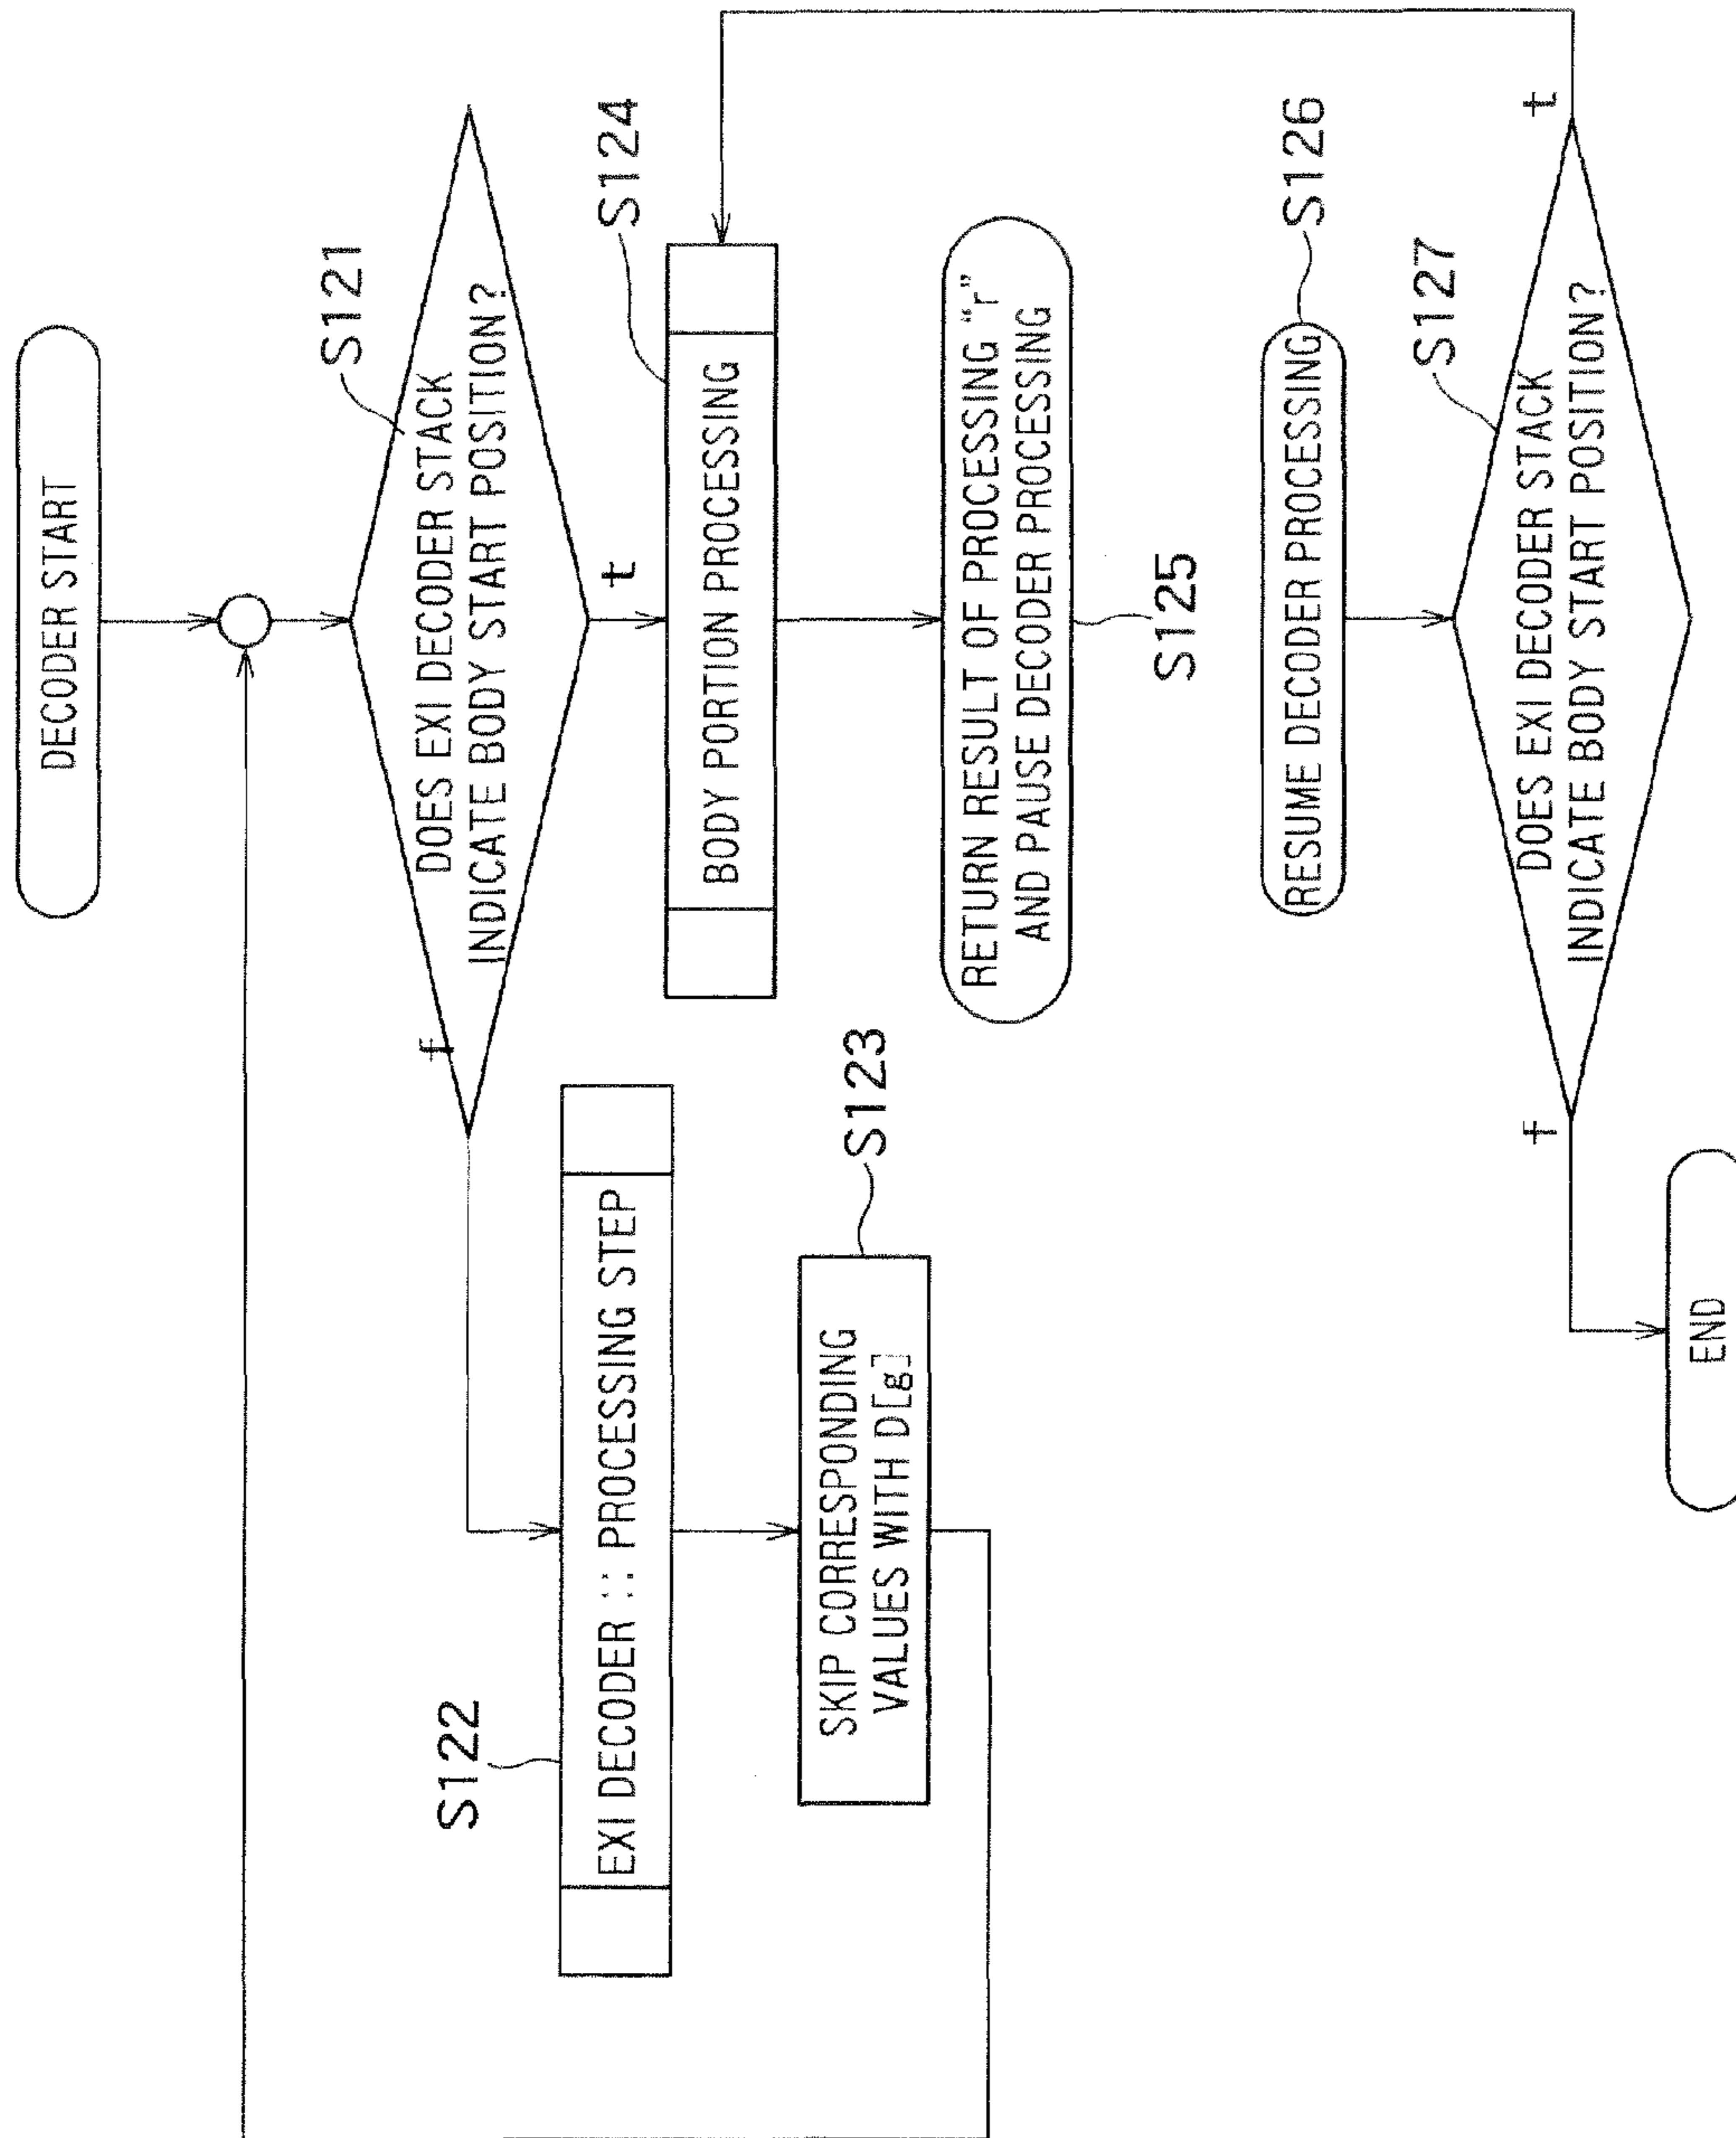 DECODER START
S121
DOES EXI DECODER STACK
INDICATE BODY START POSITION?
f
t
S122
EXI DECODER :: PROCESSING STEP
S123
SKIP CORRESPONDING
VALUES WITH D[g]
S124
BODY PORTION PROCESSING
RETURN RESULT OF PROCESSING “r”
AND PAUSE DECODER PROCESSING
S125
RESUME DECODER PROCESSING
S126
S127
DOES EXI DECODER STACK
INDICATE BODY START POSITION?
f
t
END